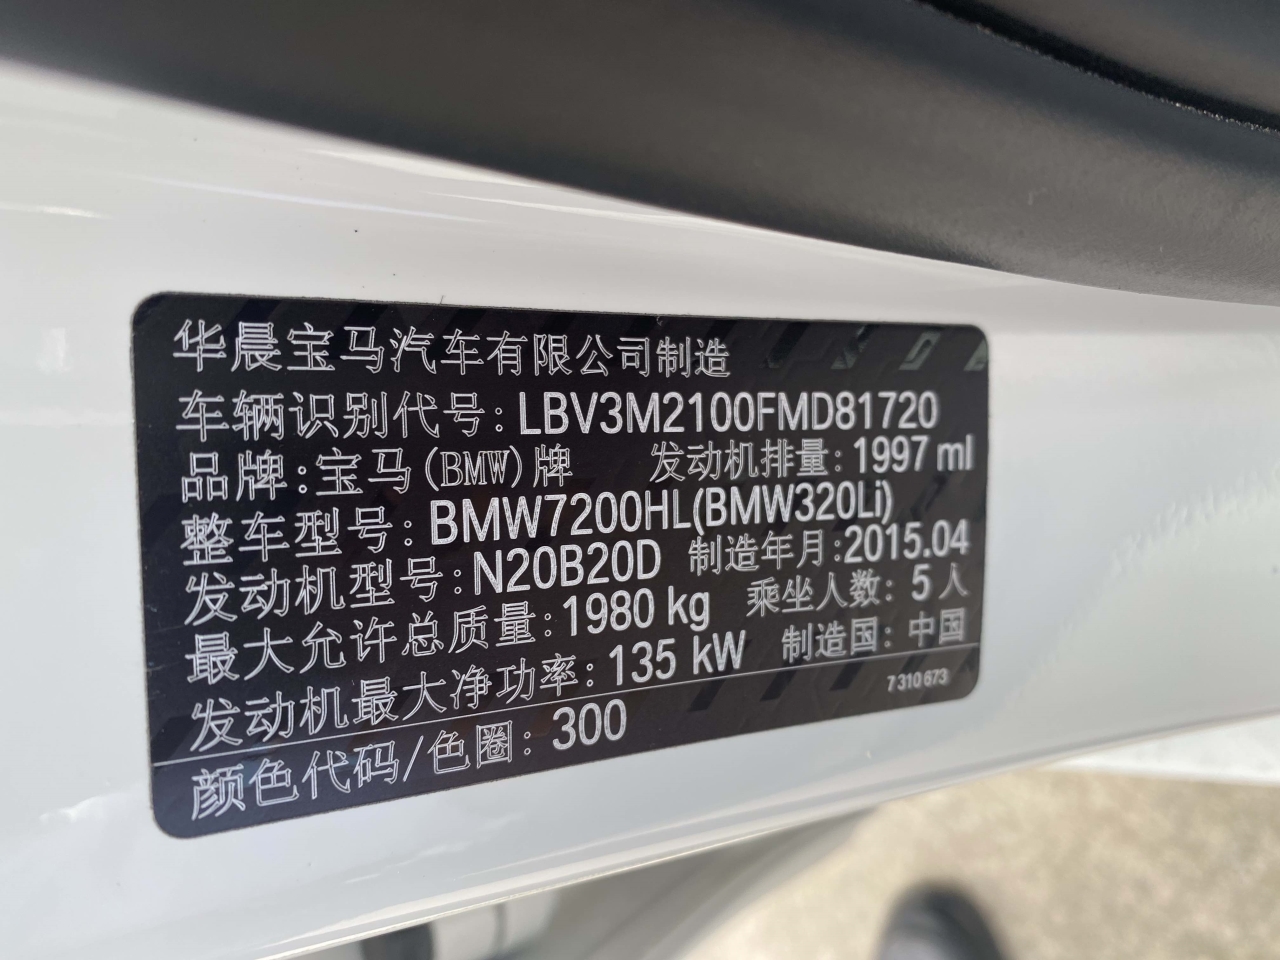 华晨宝马汽车有限公司制造
车辆识别代号: LBV3M2100FMD81720
品牌:宝马(BMW)牌 发动机排量: 1997 ml
整车型号: BMW7200HL(BMW320Li)
发动机型号: N20B20D 制造年月:2015.04
最大允许总质量: 1980 kg 乘坐人数: 5 人
发动机最大净功率: 135 kW 制造国: 中国
7 310 673
颜色代码/色圈: 300